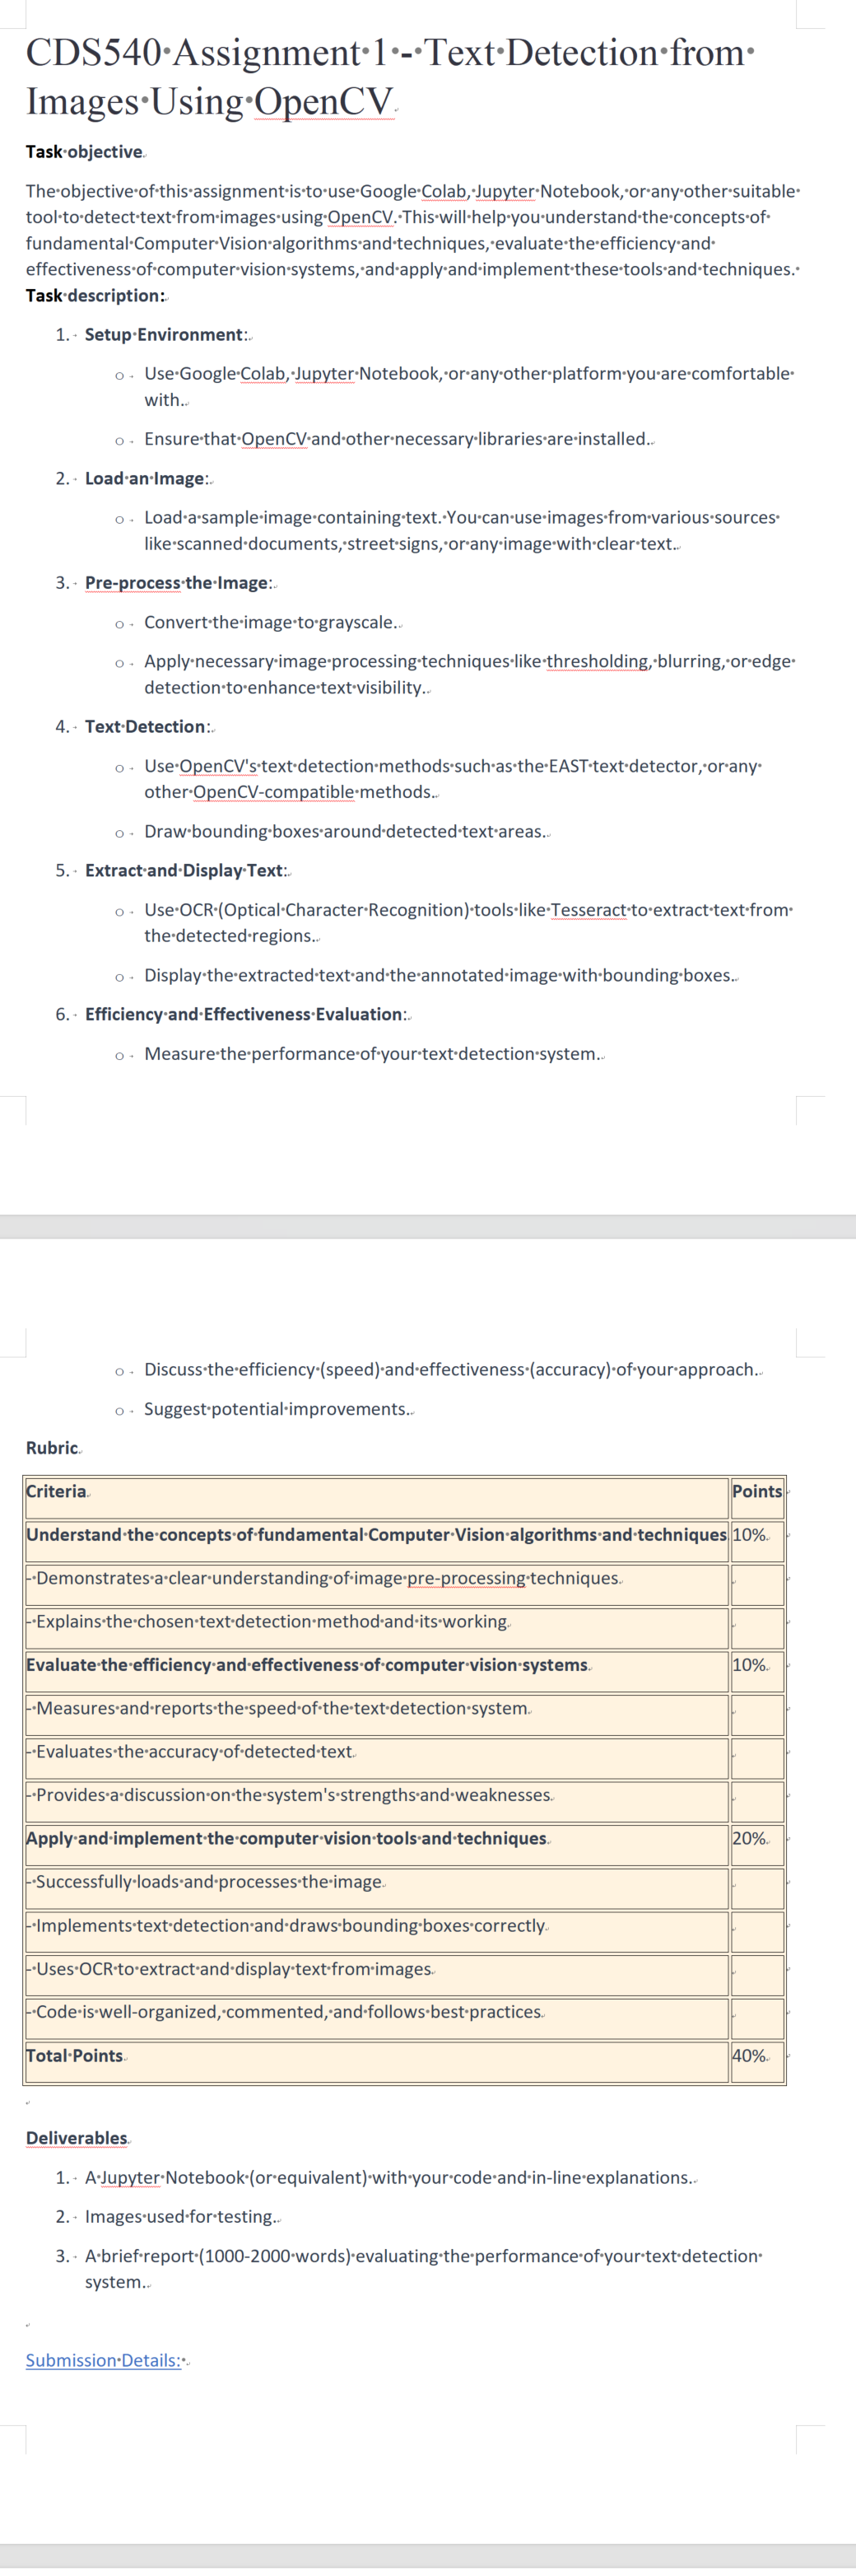 CDS540 Assignment 1 - Text Detection from
Images Using OpenCV
Task objective
The objective of this assignment is to use Google Colab, Jupyter Notebook, or any other suitable
tool to detect text from images using OpenCV. This will help you understand the concepts of
fundamental Computer Vision algorithms and techniques, evaluate the efficiency and
effectiveness of computer vision systems, and apply and implement these tools and techniques.
Task description:
1. Setup Environment:
o Use Google Colab, Jupyter Notebook, or any other platform you are comfortable
with.
o Ensure that OpenCV and other necessary libraries are installed.
2. Load an Image:
o Load a sample image containing text. You can use images from various sources
like scanned documents, street signs, or any image with clear text.
3. Pre-process the Image:
o Convert the image to grayscale.
o Apply necessary image processing techniques like thresholding, blurring, or edge
detection to enhance text visibility.
4. Text Detection:
o Use OpenCV's text detection methods such as the EAST text detector, or any
other OpenCV-compatible methods.
o Draw bounding boxes around detected text areas.
5. Extract and Display Text:
o Use OCR (Optical Character Recognition) tools like Tesseract to extract text from
the detected regions.
o Display the extracted text and the annotated image with bounding boxes.
6. Efficiency and Effectiveness Evaluation:
o Measure the performance of your text detection system.
o Discuss the efficiency (speed) and effectiveness (accuracy) of your approach.
o Suggest potential improvements.
Rubric
Criteria Points
Understand the concepts of fundamental Computer Vision algorithms and techniques 10%
- Demonstrates a clear understanding of image pre-processing techniques
- Explains the chosen text detection method and its working
Evaluate the efficiency and effectiveness of computer vision systems 10%
- Measures and reports the speed of the text detection system
- Evaluates the accuracy of detected text
- Provides a discussion on the system's strengths and weaknesses
Apply and implement the computer vision tools and techniques 20%
- Successfully loads and processes the image
- Implements text detection and draws bounding boxes correctly
- Uses OCR to extract and display text from images
- Code is well-organized, commented, and follows best practices
Total Points 40%
Deliverables
1. A Jupyter Notebook (or equivalent) with your code and in-line explanations.
2. Images used for testing.
3. A brief report (1000-2000 words) evaluating the performance of your text detection
system.
Submission Details: